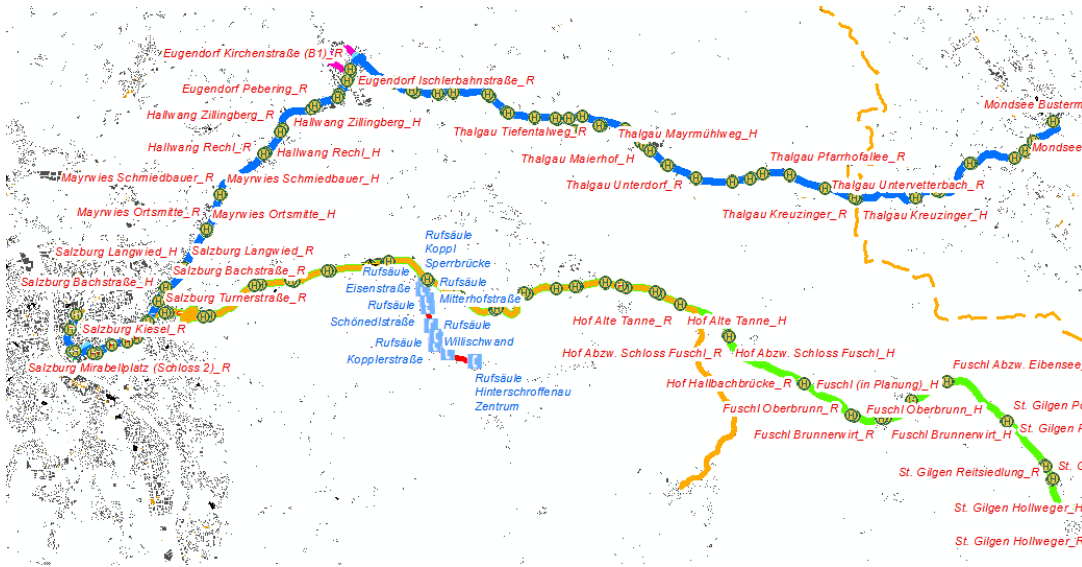 Eugendorf Kirchenstraße (B1)_R
Eugendorf Ischlerbahnstraße_R
Eugendorf Pebering_R
Hallwang Zillingberg_R
Hallwang Zillingberg_H
Hallwang Rechl_R
Hallwang Rechl_H
Mayrwies Schmiedbauer_R
Mayrwies Schmiedbauer_H
Mayrwies Ortsmitte_R
Mayrwies Ortsmitte_H
Salzburg Langwied_H
Salzburg Langwied_R
Salzburg Bachstraße_R
Salzburg Bachstraße_H
Salzburg Turnerstraße_R
Salzburg Kiesel_R
Salzburg Mirabellplatz (Schloss 2)_R
Thalgau Tiefentalweg_R
Thalgau Mayrmühlweg_H
Thalgau Maierhof_H
Thalgau Unterdorf_R
Thalgau Pfarrhofallee_R
Thalgau Untervetterbach_R
Thalgau Kreuzinger_R
Thalgau Kreuzinger_H
Mondsee Busterm
Mondsee
Rufsäule
Koppl
Sperrbrücke
Rufsäule
Eisenstraße
Rufsäule
Mitterhofstraße
Rufsäule
Schönedlstraße
Rufsäule
Willischwand
Rufsäule
Kopplerstraße
Rufsäule
Hinterschroffenau
Zentrum
Hof Alte Tanne_R
Hof Alte Tanne_H
Hof Abzw. Schloss Fuschl_R
Hof Abzw. Schloss Fuschl_H
Hof Hallbachbrücke_R
Fuschl (in Planung)_H
Fuschl Abzw. Eibensee
Fuschl Oberbrunn_R
Fuschl Oberbrunn_H
Fuschl Brunnerwirt_R
Fuschl Brunnerwirt_H
St. Gilgen Po
St. Gilgen
St. Gilgen Reitsiedlung_R
St. G
St. Gilgen Hollweger_H
St. Gilgen Hollweger_R